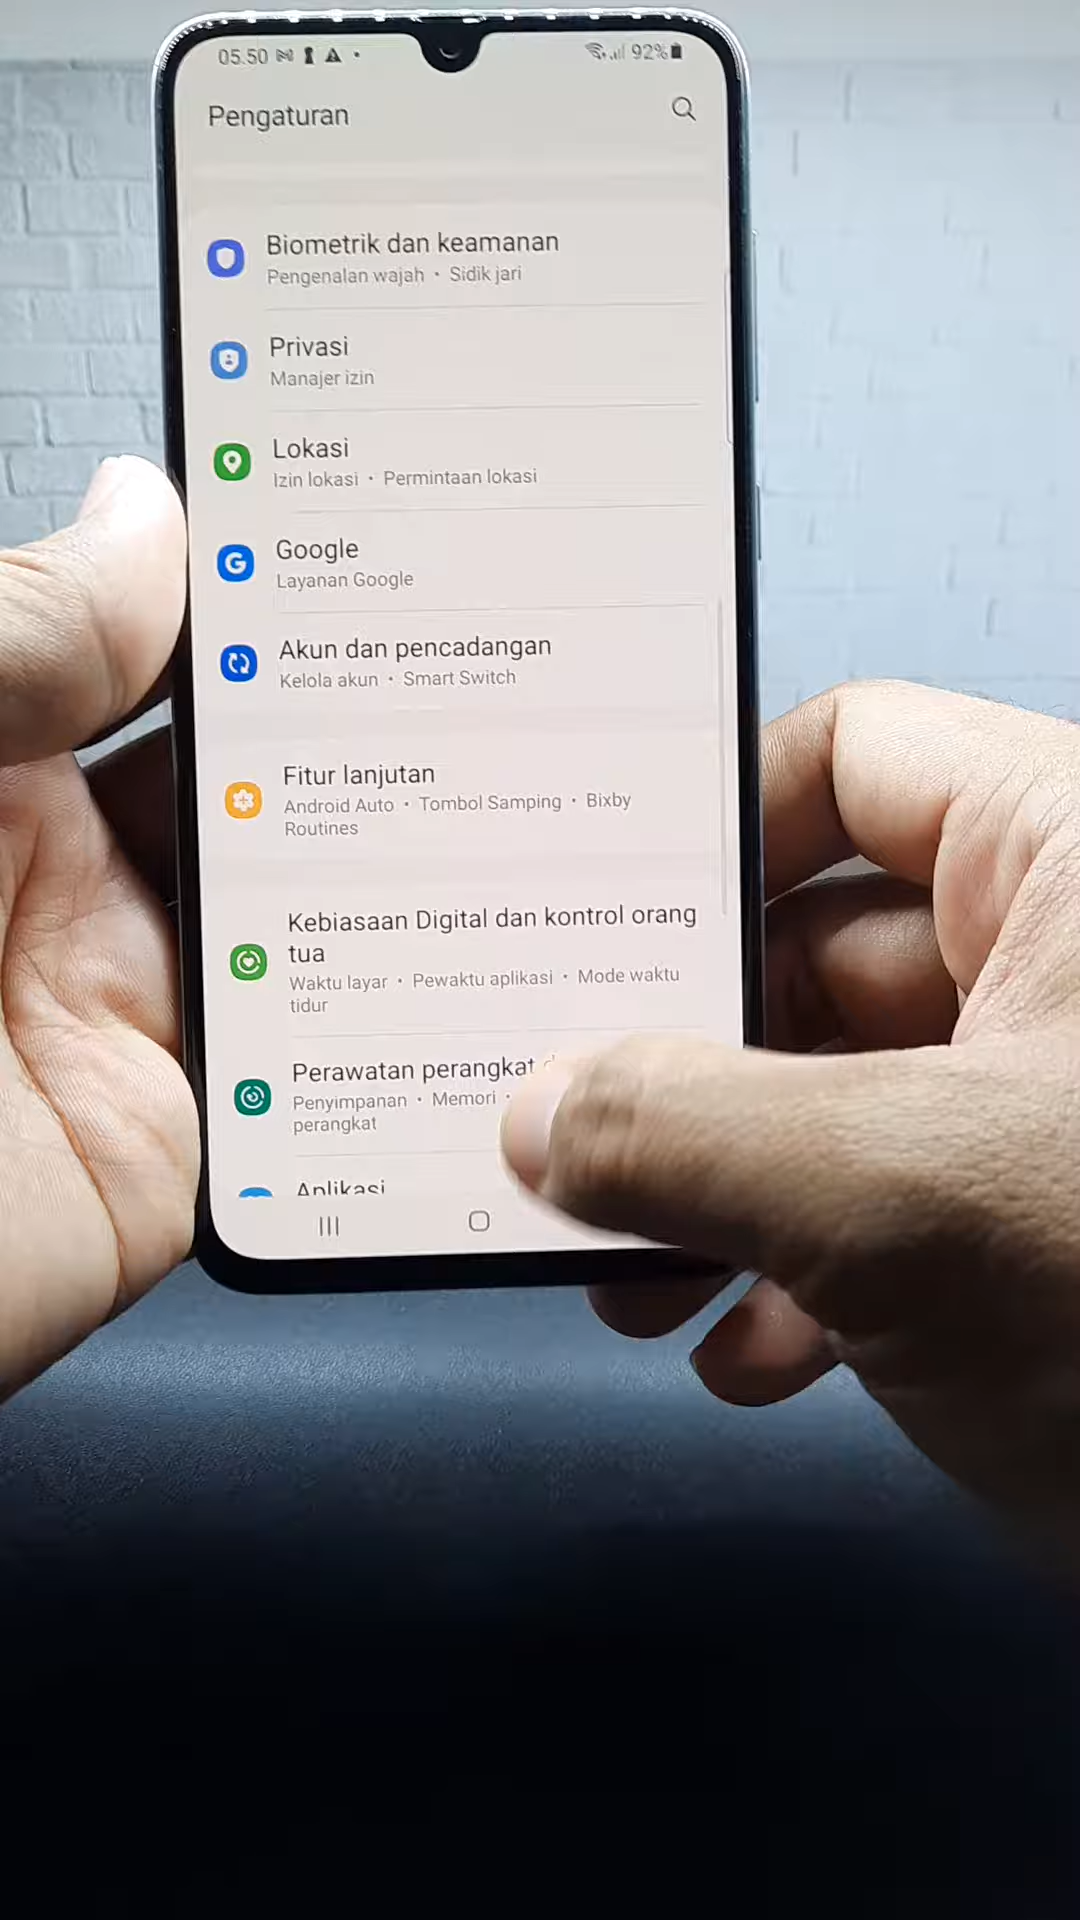 05.50
92%
Pengaturan
Biometrik dan keamanan
Pengenalan wajah • Sidik jari
Privasi
Manajer izin
Lokasi
Izin lokasi • Permintaan lokasi
Google
Layanan Google
Akun dan pencadangan
Kelola akun • Smart Switch
Fitur lanjutan
Android Auto • Tombol Samping • Bixby
Routines
Kebiasaan Digital dan kontrol orang
tua
Waktu layar • Pewaktu aplikasi • Mode waktu
tidur
Perawatan perangkat
Penyimpanan • Memori •
perangkat
Aplikasi